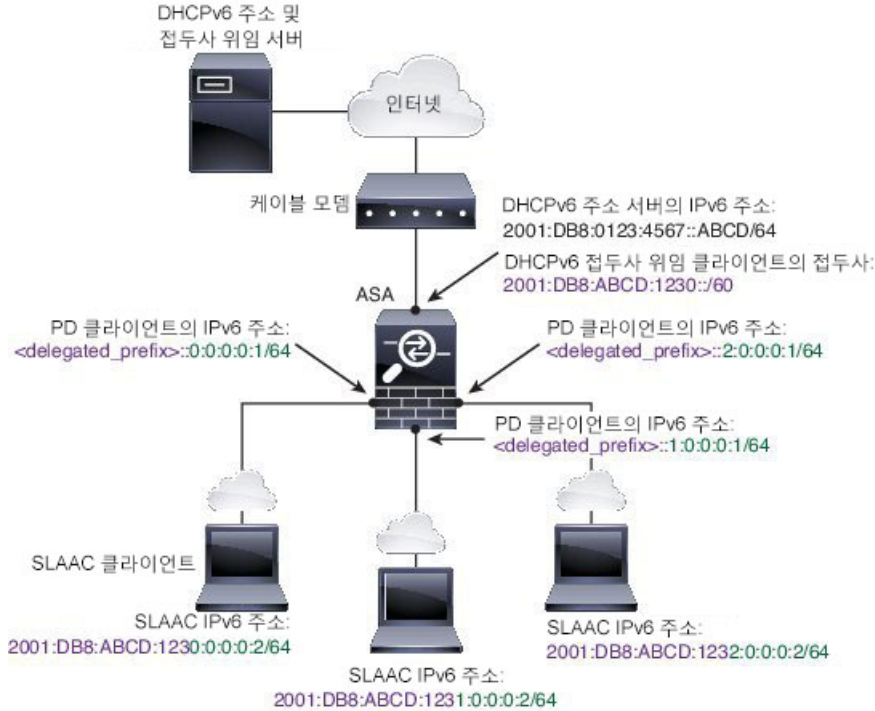 DHCPv6 주소 및
접두사 위임 서버
인터넷
케이블 모뎀
DHCPv6 주소 서버의 IPv6 주소:
2001:DB8:0123:4567::ABCD/64
DHCPv6 접두사 위임 클라이언트의 접두사:
2001:DB8:ABCD:1230::/60
ASA
PD 클라이언트의 IPv6 주소:
<delegated_prefix>::0:0:0:0:1/64
PD 클라이언트의 IPv6 주소:
<delegated_prefix>::2:0:0:0:1/64
PD 클라이언트의 IPv6 주소:
<delegated_prefix>::1:0:0:0:1/64
SLAAC 클라이언트
SLAAC IPv6 주소:
2001:DB8:ABCD:1230:0:0:0:2/64
SLAAC IPv6 주소:
2001:DB8:ABCD:1231:0:0:0:2/64
SLAAC IPv6 주소:
2001:DB8:ABCD:1232:0:0:0:2/64